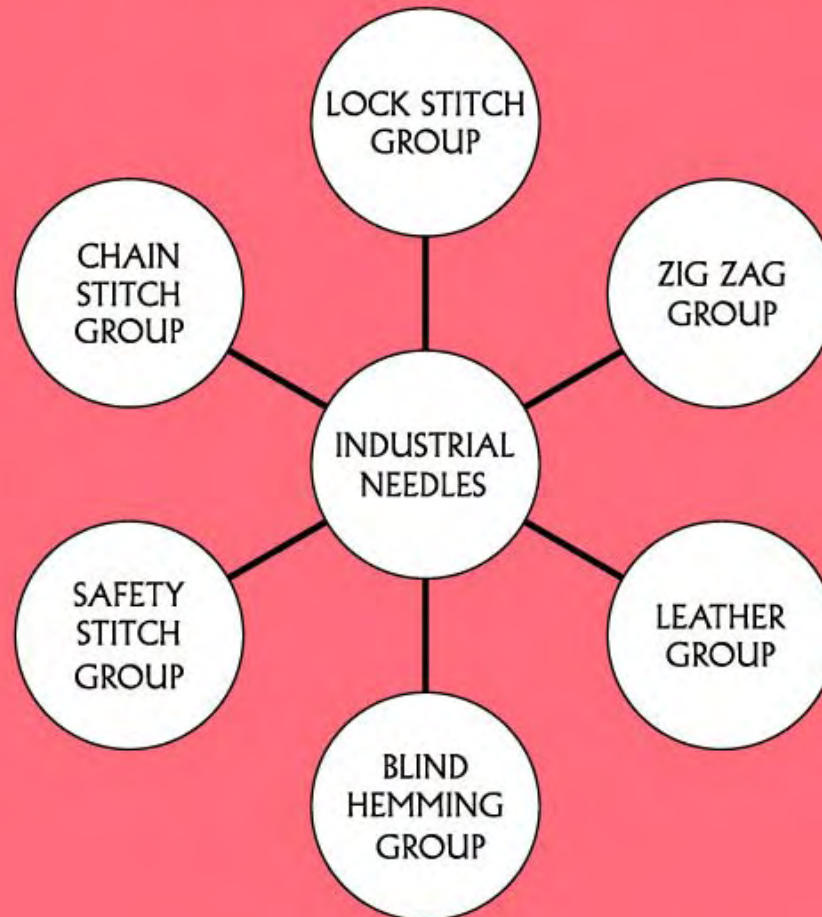 LOCK STITCH
GROUP
CHAIN
STITCH
GROUP
ZIG ZAG
GROUP
INDUSTRIAL
NEEDLES
SAFETY
STITCH
GROUP
LEATHER
GROUP
BLIND
HEMMING
GROUP